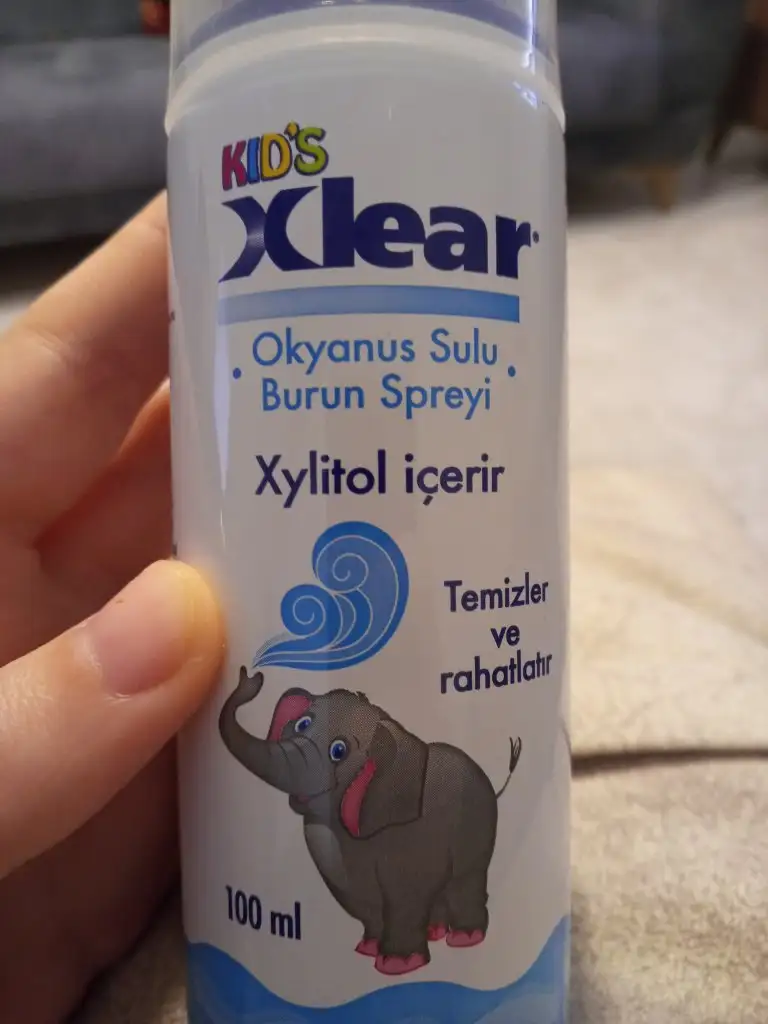 KID'S
Xlear
Okyanus Sulu
Burun Spreyi
Xylitol içerir
Temizler
ve
rahatlatır
100 ml